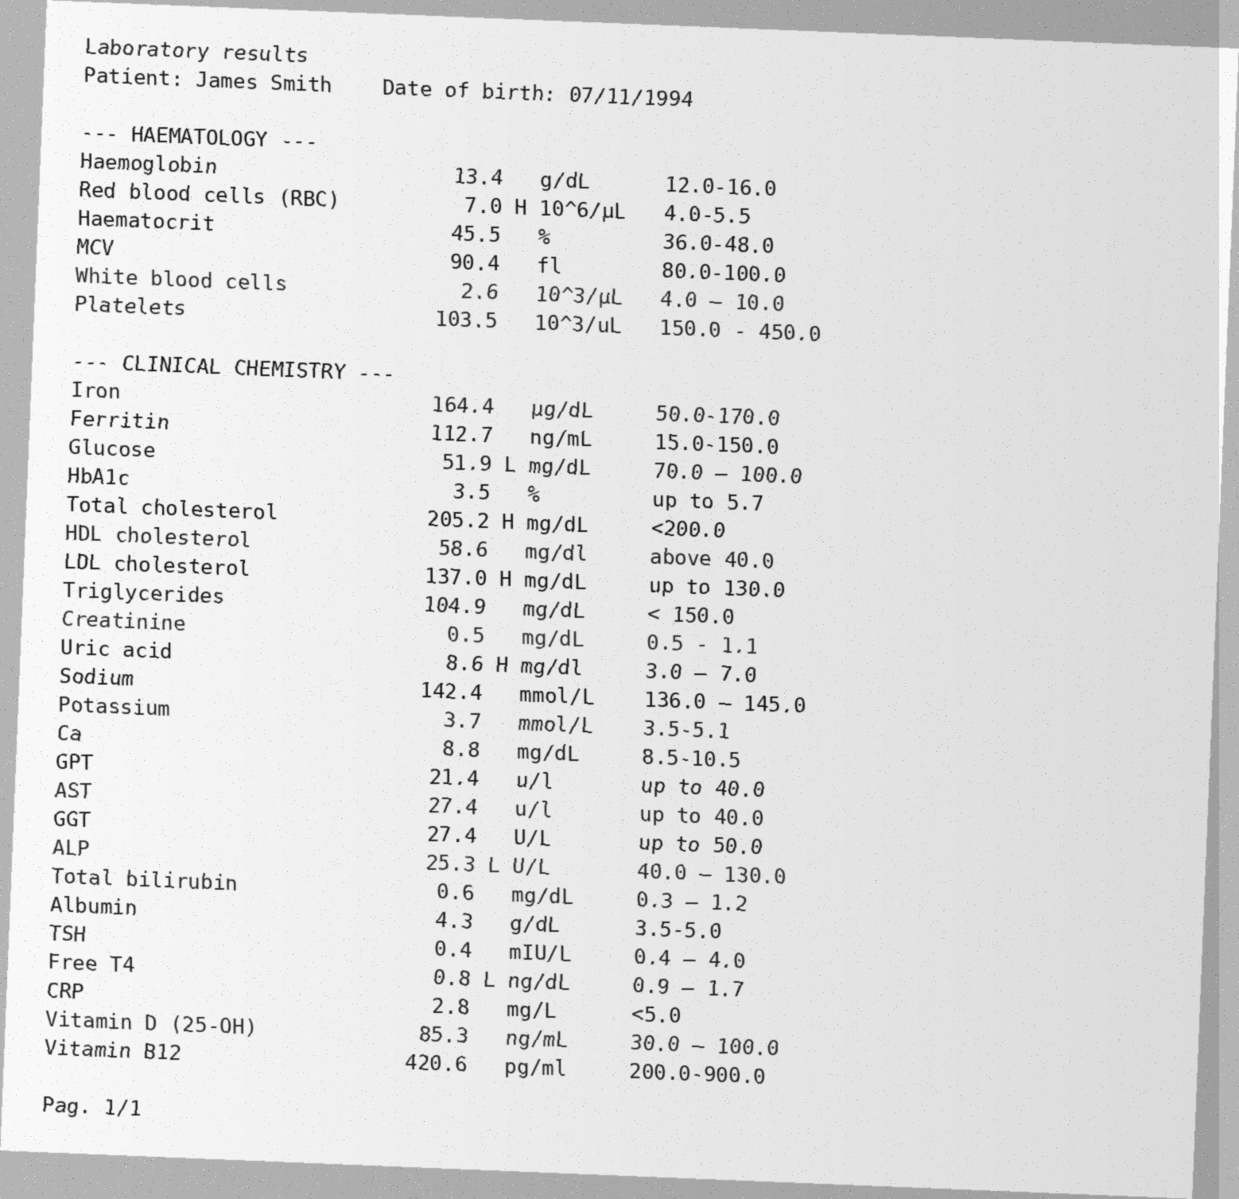 Laboratory results
Patient: James Smith    Date of birth: 07/11/1994

--- HAEMATOLOGY ---
Haemoglobin 13.4 g/dL 12.0-16.0
Red blood cells (RBC) 7.0 H 10^6/µL 4.0-5.5
Haematocrit 45.5 % 36.0-48.0
MCV 90.4 fl 80.0-100.0
White blood cells 2.6 10^3/µL 4.0 – 10.0
Platelets 103.5 10^3/uL 150.0 - 450.0

--- CLINICAL CHEMISTRY ---
Iron 164.4 µg/dL 50.0-170.0
Ferritin 112.7 ng/mL 15.0-150.0
Glucose 51.9 L mg/dL 70.0 – 100.0
HbA1c 3.5 % up to 5.7
Total cholesterol 205.2 H mg/dL <200.0
HDL cholesterol 58.6 mg/dl above 40.0
LDL cholesterol 137.0 H mg/dL up to 130.0
Triglycerides 104.9 mg/dL < 150.0
Creatinine 0.5 mg/dL 0.5 - 1.1
Uric acid 8.6 H mg/dl 3.0 – 7.0
Sodium 142.4 mmol/L 136.0 – 145.0
Potassium 3.7 mmol/L 3.5-5.1
Ca 8.8 mg/dL 8.5-10.5
GPT 21.4 u/l up to 40.0
AST 27.4 u/l up to 40.0
GGT 27.4 U/L up to 50.0
ALP 25.3 L U/L 40.0 – 130.0
Total bilirubin 0.6 mg/dL 0.3 – 1.2
Albumin 4.3 g/dL 3.5-5.0
TSH 0.4 mIU/L 0.4 – 4.0
Free T4 0.8 L ng/dL 0.9 – 1.7
CRP 2.8 mg/L <5.0
Vitamin D (25-OH) 85.3 ng/mL 30.0 – 100.0
Vitamin B12 420.6 pg/ml 200.0-900.0

Pag. 1/1